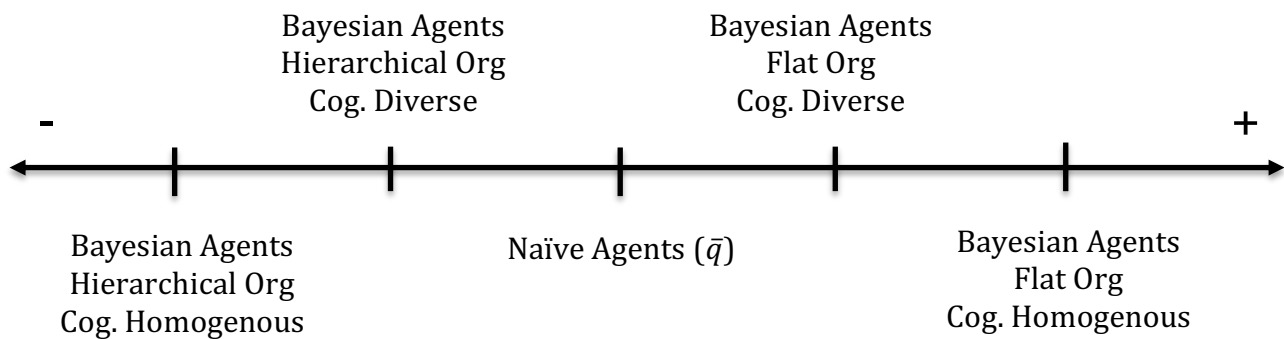 Bayesian Agents
Hierarchical Org
Cog. Diverse
Bayesian Agents
Flat Org
Cog. Diverse
-
+
Bayesian Agents
Hierarchical Org
Cog. Homogenous
Naïve Agents (q̄)
Bayesian Agents
Flat Org
Cog. Homogenous